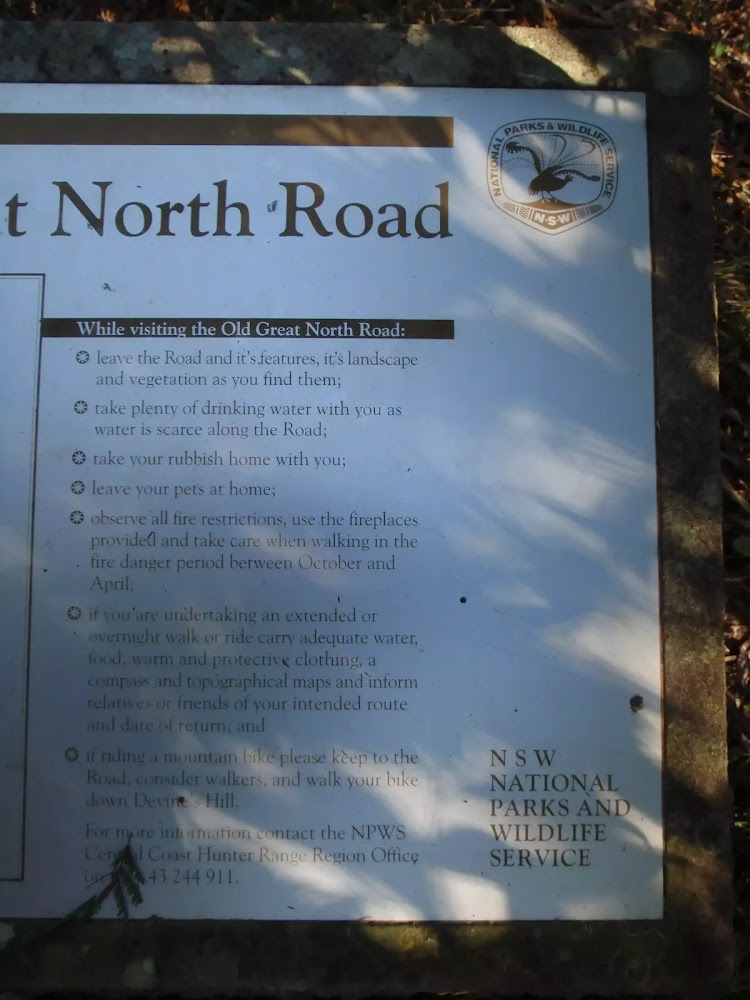 t North Road
NATIONAL PARKS & WILDLIFE SERVICE
N·S·W
While visiting the Old Great North Road:
leave the Road and it's features, it's landscape
and vegetation as you find them;
take plenty of drinking water with you as
water is scarce along the Road;
take your rubbish home with you;
leave your pets at home;
observe all fire restrictions, use the fireplaces
provided and take care when walking in the
fire danger period between October and
April;
if you are undertaking an extended or
overnight walk or ride carry adequate water,
food, warm and protective clothing, a
compass and topographical maps and inform
relatives or friends of your intended route
and date of return; and
if riding a mountain bike please keep to the
Road, consider walkers, and walk your bike
down Devine's Hill.
For more information contact the NPWS
Central Coast Hunter Range Region Office
on 43 244 911.
N S W
NATIONAL
PARKS AND
WILDLIFE
SERVICE